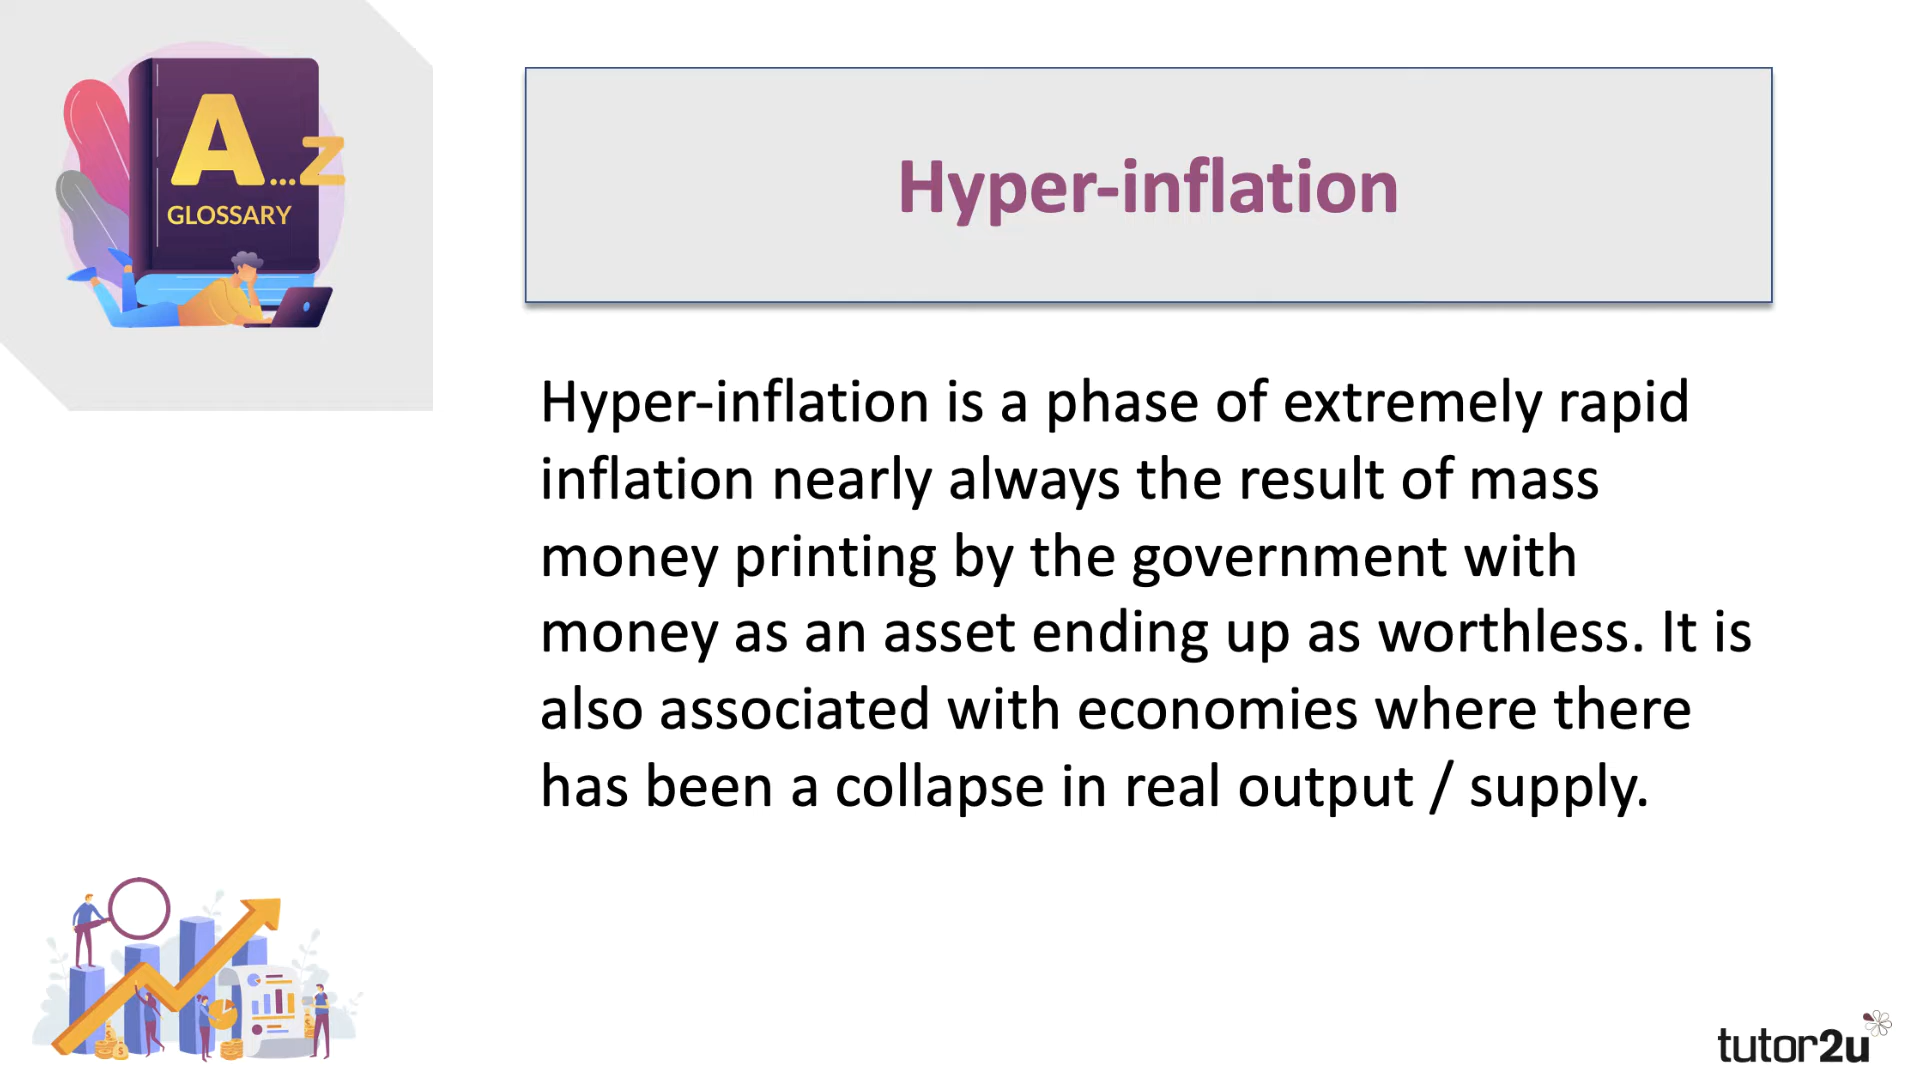 A...Z
GLOSSARY
Hyper-inflation
Hyper-inflation is a phase of extremely rapid
inflation nearly always the result of mass
money printing by the government with
money as an asset ending up as worthless. It is
also associated with economies where there
has been a collapse in real output / supply.
tutor2u